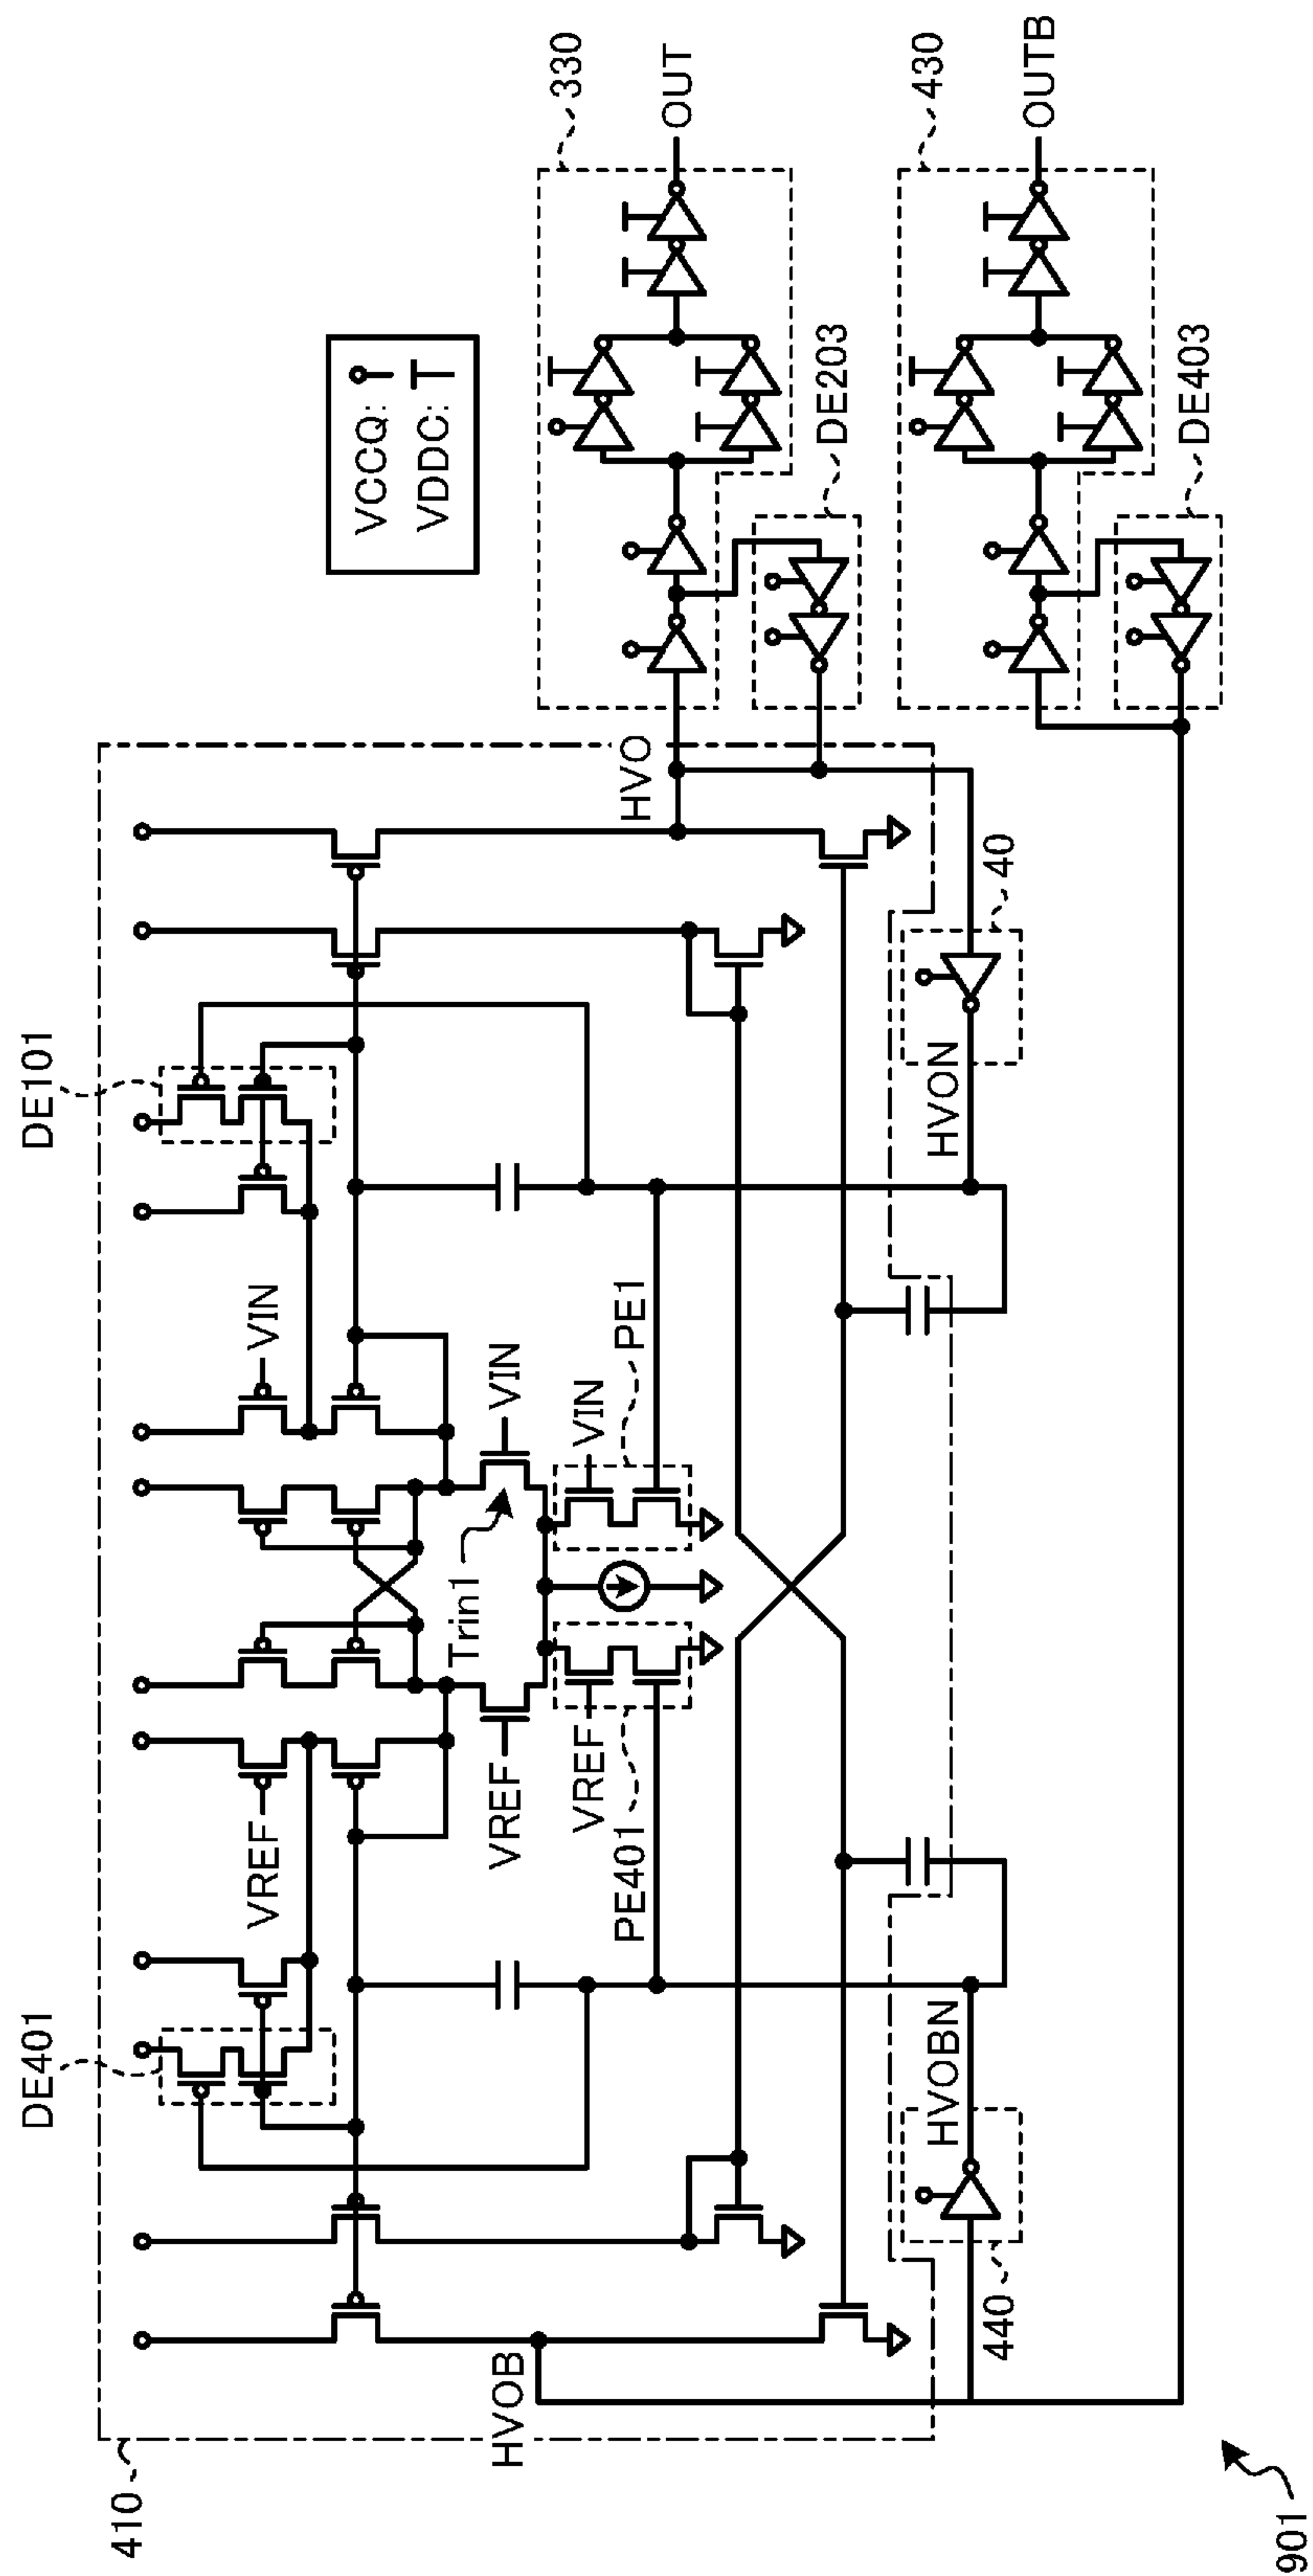 410
DE401
DE101
VCCQ:
VDDC:
VREF
VIN
HVOB
HVO
VREF
Trin1
VIN
VREF
VIN
PE401
PE1
HVOBN
HVON
440
40
330
OUT
DE203
430
OUTB
DE403
901